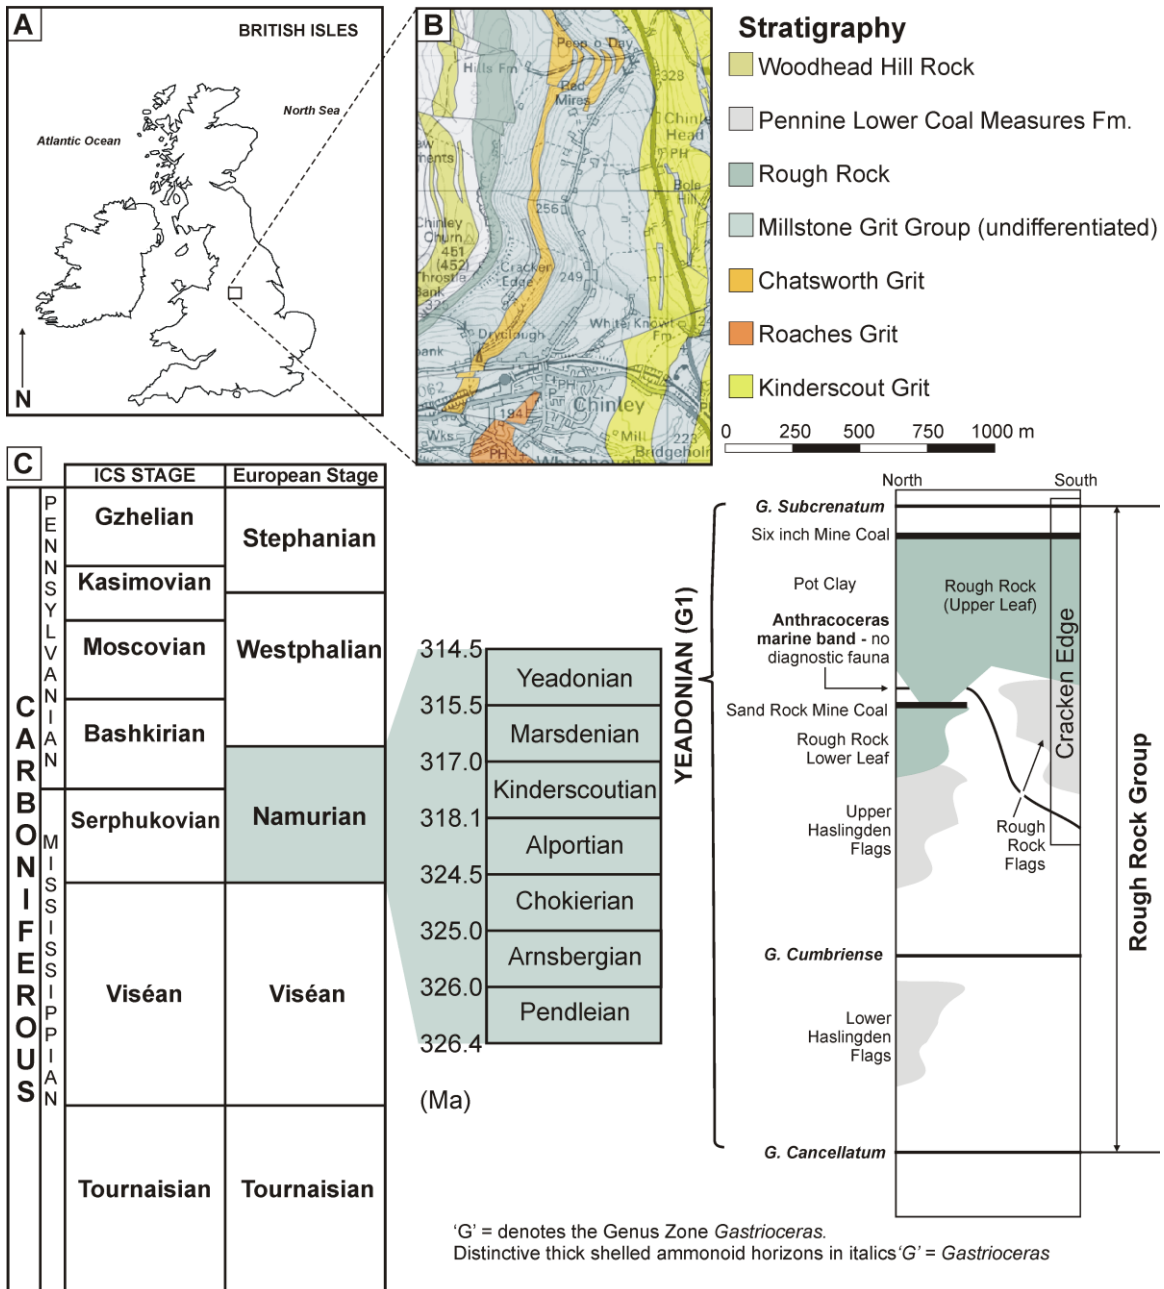 A
BRITISH ISLES
North Sea
Atlantic Ocean
N
B
Peep o Day
Hills Fm
328
Red
Mires
Chinley
Head
PH
Bole
Hill
256
Chinley
Churn
451
(452)
Throstle
Bank
Cracken
Edge
249
White Knowl
Fm
Dryclough
PH
P
Chinley
194
Wks
PH
Mill
223
Stratigraphy
Woodhead Hill Rock
Pennine Lower Coal Measures Fm.
Rough Rock
Millstone Grit Group (undifferentiated)
Chatsworth Grit
Roaches Grit
Kinderscout Grit
0 250 500 750 1000 m
C
ICS STAGE
European Stage
CARBONIFEROUS
PENNSYLVANIAN
MISSISSIPPIAN
Gzhelian
Kasimovian
Moscovian
Bashkirian
Serphukovian
Viséan
Tournaisian
Stephanian
Westphalian
Namurian
Viséan
Tournaisian
314.5
Yeadonian
315.5
Marsdenian
317.0
Kinderscoutian
318.1
Alportian
324.5
Chokierian
325.0
Arnsbergian
326.0
Pendleian
326.4
(Ma)
YEADONIAN (G1)
North
South
G. Subcrenatum
Six inch Mine Coal
Pot Clay
Rough Rock
(Upper Leaf)
Anthracoceras
marine band - no
diagnostic fauna
Sand Rock Mine Coal
Rough Rock
Lower Leaf
Upper
Haslingden
Flags
Rough
Rock
Flags
Cracken Edge
G. Cumbriense
Lower
Haslingden
Flags
G. Cancellatum
Rough Rock Group
‘G’ = denotes the Genus Zone Gastrioceras.
Distinctive thick shelled ammonoid horizons in italics‘G’ = Gastrioceras